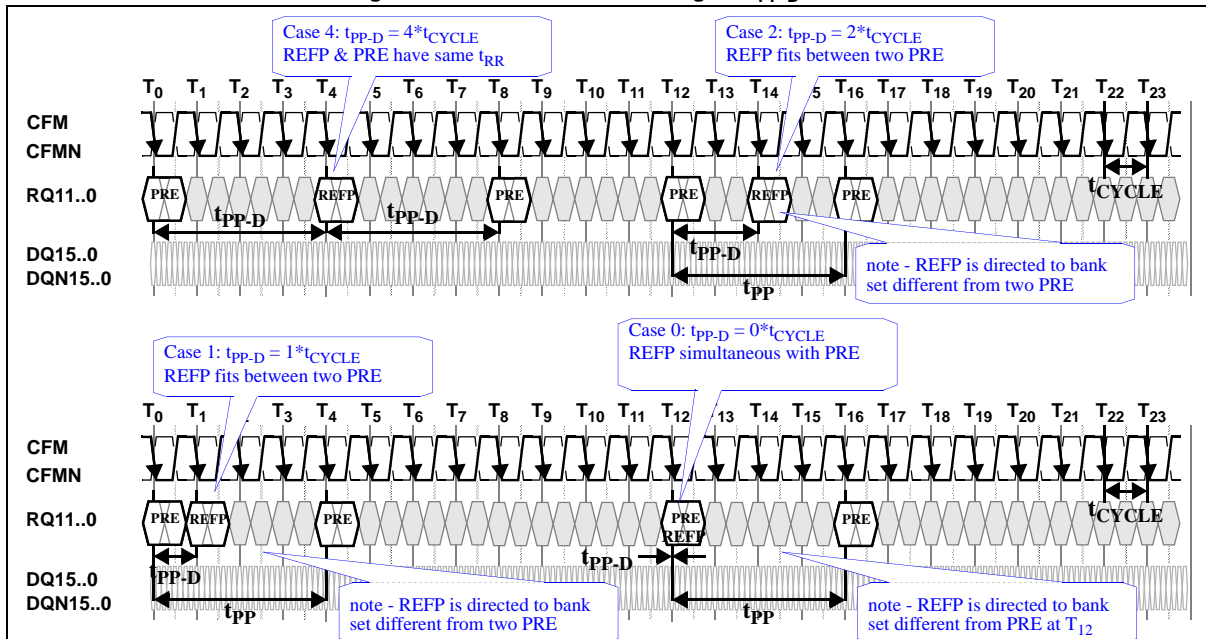 Case 4: tPP-D = 4*tCYCLE
REFP & PRE have same tRR
Case 2: tPP-D = 2*tCYCLE
REFP fits between two PRE
T0 T1 T2 T3 T4 T5 T6 T7 T8 T9 T10 T11 T12 T13 T14 5 T16 T17 T18 T19 T20 T21 T22 T23
CFM
CFMN
RQ11..0
PRE REFP PRE PRE REFP PRE
tCYCLE
tPP-D tPP-D tPP-D
DQ15..0
DQN15..0
tPP
note - REFP is directed to bank
set different from two PRE
Case 1: tPP-D = 1*tCYCLE
REFP fits between two PRE
Case 0: tPP-D = 0*tCYCLE
REFP simultaneous with PRE
T0 T1 T3 T4 T5 T6 T7 T8 T9 T10 T11 T12 T13 T14 T15 T16 T17 T18 T19 T20 T21 T22 T23
CFM
CFMN
RQ11..0
PRE REFP PRE PRE PRE
REFP
tCYCLE
tPP-D tPP-D
DQ15..0
DQN15..0
tPP tPP
note - REFP is directed to bank
set different from two PRE
note - REFP is directed to bank
set different from PRE at T12